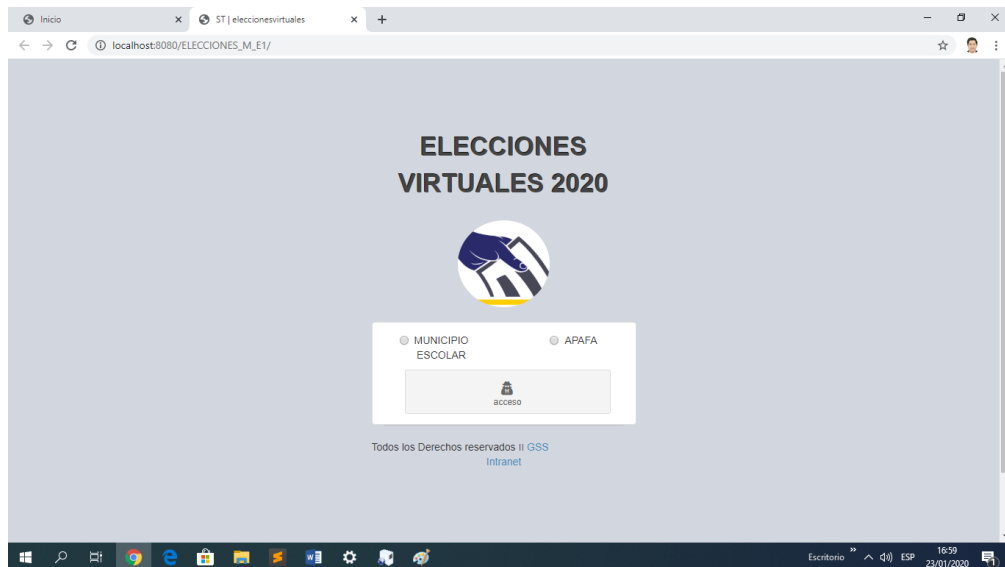 Inicio
ST | eleccionesvirtuales
localhost:8080/ELECCIONES_M_E1/
ELECCIONES
VIRTUALES 2020
MUNICIPIO
ESCOLAR
APAFA
acceso
Todos los Derechos reservados II GSS
Intranet
Escritorio
ESP
16:59
23/01/2020